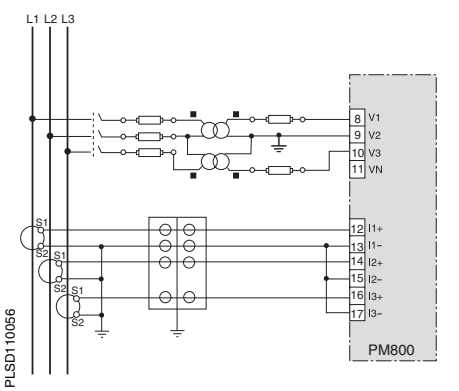 L1 L2 L3
8 V1
9 V2
10 V3
11 VN
S1
12 I1+
13 I1−
S2
S1
14 I2+
15 I2−
S2
S1
16 I3+
17 I3−
S2
PM800
PLSD110056